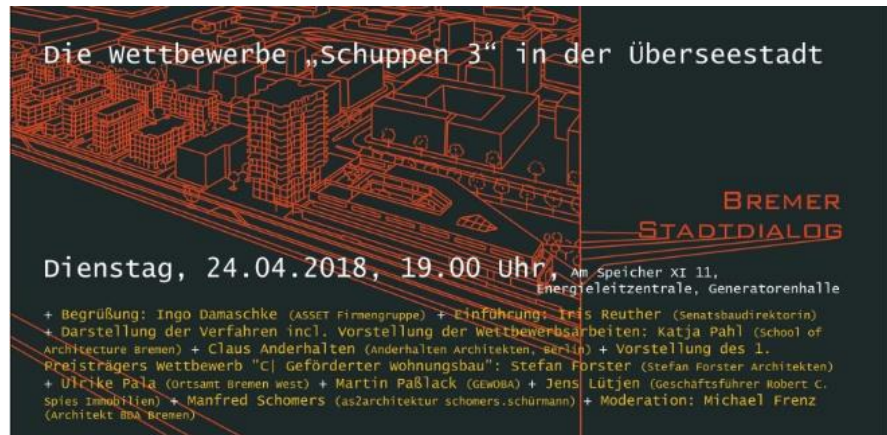 Die Wettbewerbe „Schuppen 3“ in der Überseestadt
BREMER
STADTDIALOG
Dienstag, 24.04.2018, 19.00 Uhr, Am Speicher XI 11,
Energieleitzentrale, Generatorenhalle
+ Begrüßung: Ingo Damaschke (ASSET Firmengruppe) + Einführung: Iris Reuther (Senatsbaudirektorin)
+ Darstellung der Verfahren incl. Vorstellung der Wettbewerbsarbeiten: Katja Pahl (School of
Architecture Bremen) + Claus Anderhalten (Anderhalten Architekten, Berlin) + Vorstellung des 1.
Preisträgers Wettbewerb "C| Geförderter Wohnungsbau": Stefan Forster (Stefan Forster Architekten)
+ Ulrike Pala (Ortsamt Bremen West) + Martin Paßlack (GEWOBA) + Jens Lütjen (Geschäftsführer Robert C.
Spies Immobilien) + Manfred Schomers (as2architektur schomers.schürmann) + Moderation: Michael Frenz
(Architekt BDA Bremen)